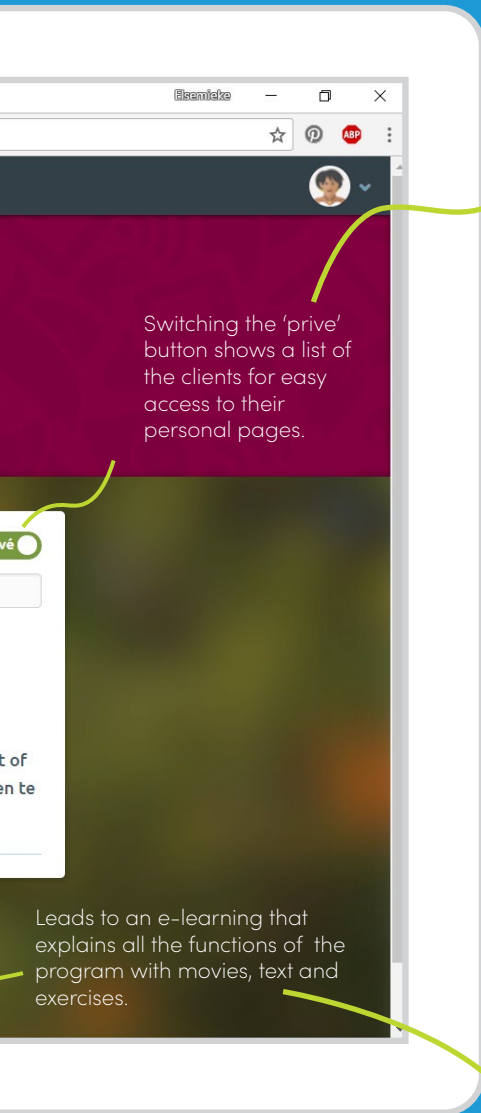 Elsemieke
ABP
Switching the ‘prive’
button shows a list of
the clients for easy
access to their
personal pages.
vé
t of
en te
Leads to an e-learning that
explains all the functions of the
program with movies, text and
exercises.